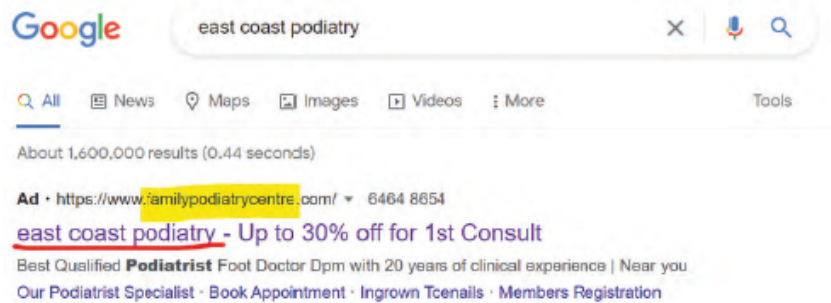 Google east coast podiatry
All News Maps Images Videos More Tools
About 1,600,000 results (0.44 seconds)
Ad · https://www.familypodiatrycentre.com/ 6464 8654
east coast podiatry - Up to 30% off for 1st Consult
Best Qualified Podiatrist Foot Doctor Dpm with 20 years of clinical experience | Near you
Our Podiatrist Specialist · Book Appointment · Ingrown Toenails · Members Registration